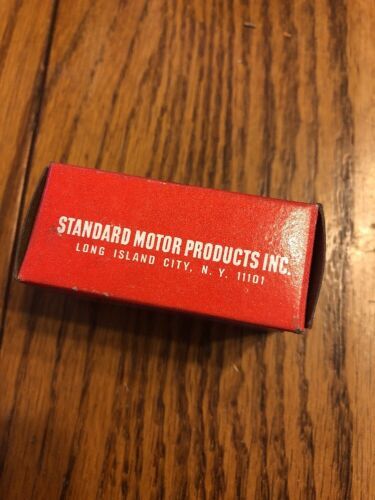 STANDARD MOTOR PRODUCTS INC.
LONG ISLAND CITY, N. Y. 11101